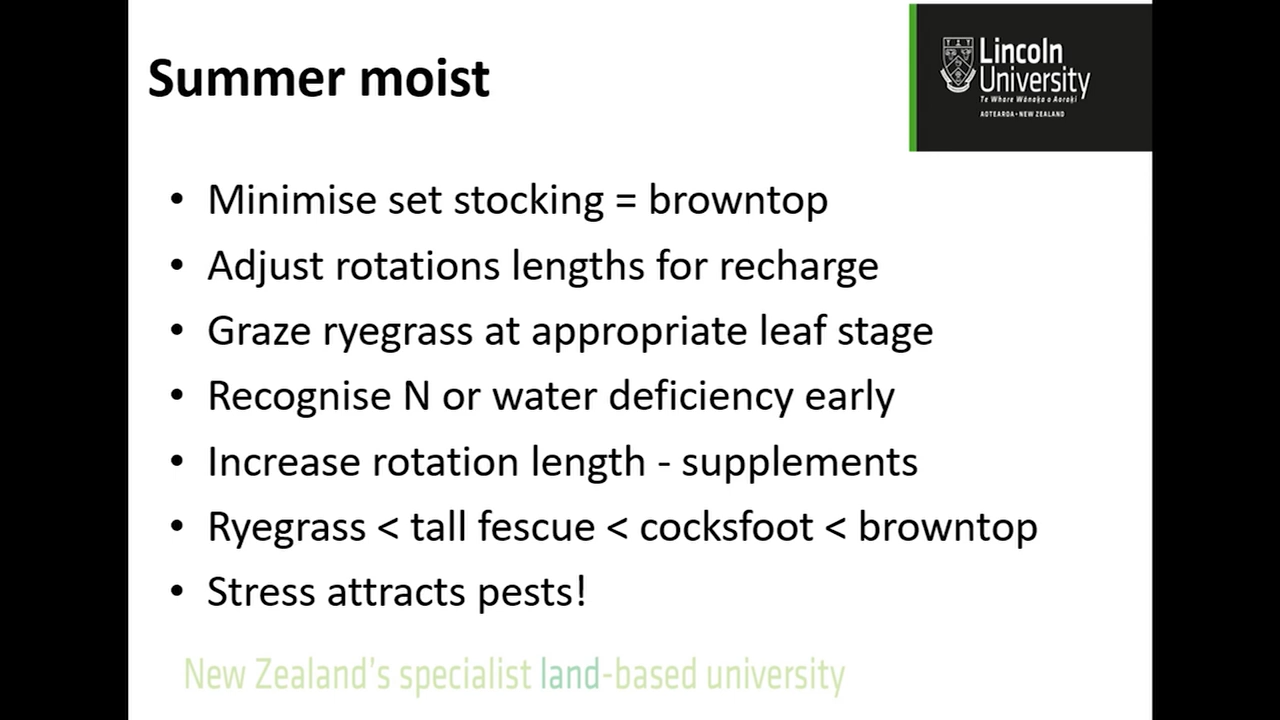 Summer moist
Lincoln
University
Te Whare Wānaka o Aoraki
AOTEAROA • NEW ZEALAND
• Minimise set stocking = browntop
• Adjust rotations lengths for recharge
• Graze ryegrass at appropriate leaf stage
• Recognise N or water deficiency early
• Increase rotation length - supplements
• Ryegrass < tall fescue < cocksfoot < browntop
• Stress attracts pests!
New Zealand's specialist land-based university